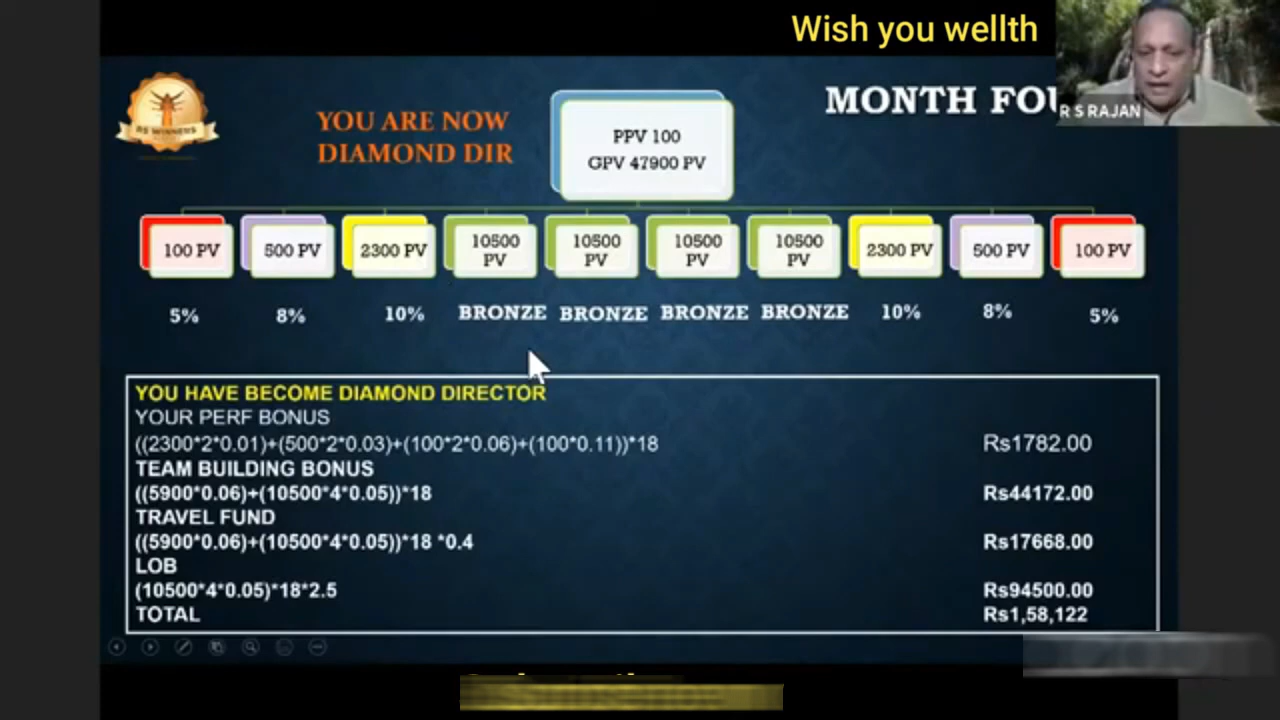 Wish you wellth
R S RAJAN
RS WINNERS
YOU ARE NOW
DIAMOND DIR
MONTH FOU
PPV 100
GPV 47900 PV
100 PV
500 PV
2300 PV
10500
PV
10500
PV
10500
PV
10500
PV
2300 PV
500 PV
100 PV
5%
8%
10%
BRONZE
BRONZE
BRONZE
BRONZE
10%
8%
5%
YOU HAVE BECOME DIAMOND DIRECTOR
YOUR PERF BONUS
((2300*2*0.01)+(500*2*0.03)+(100*2*0.06)+(100*0.11))*18 Rs1782.00
TEAM BUILDING BONUS
((5900*0.06)+(10500*4*0.05))*18 Rs44172.00
TRAVEL FUND
((5900*0.06)+(10500*4*0.05))*18 *0.4 Rs17668.00
LOB
(10500*4*0.05)*18*2.5 Rs94500.00
TOTAL Rs1,58,122